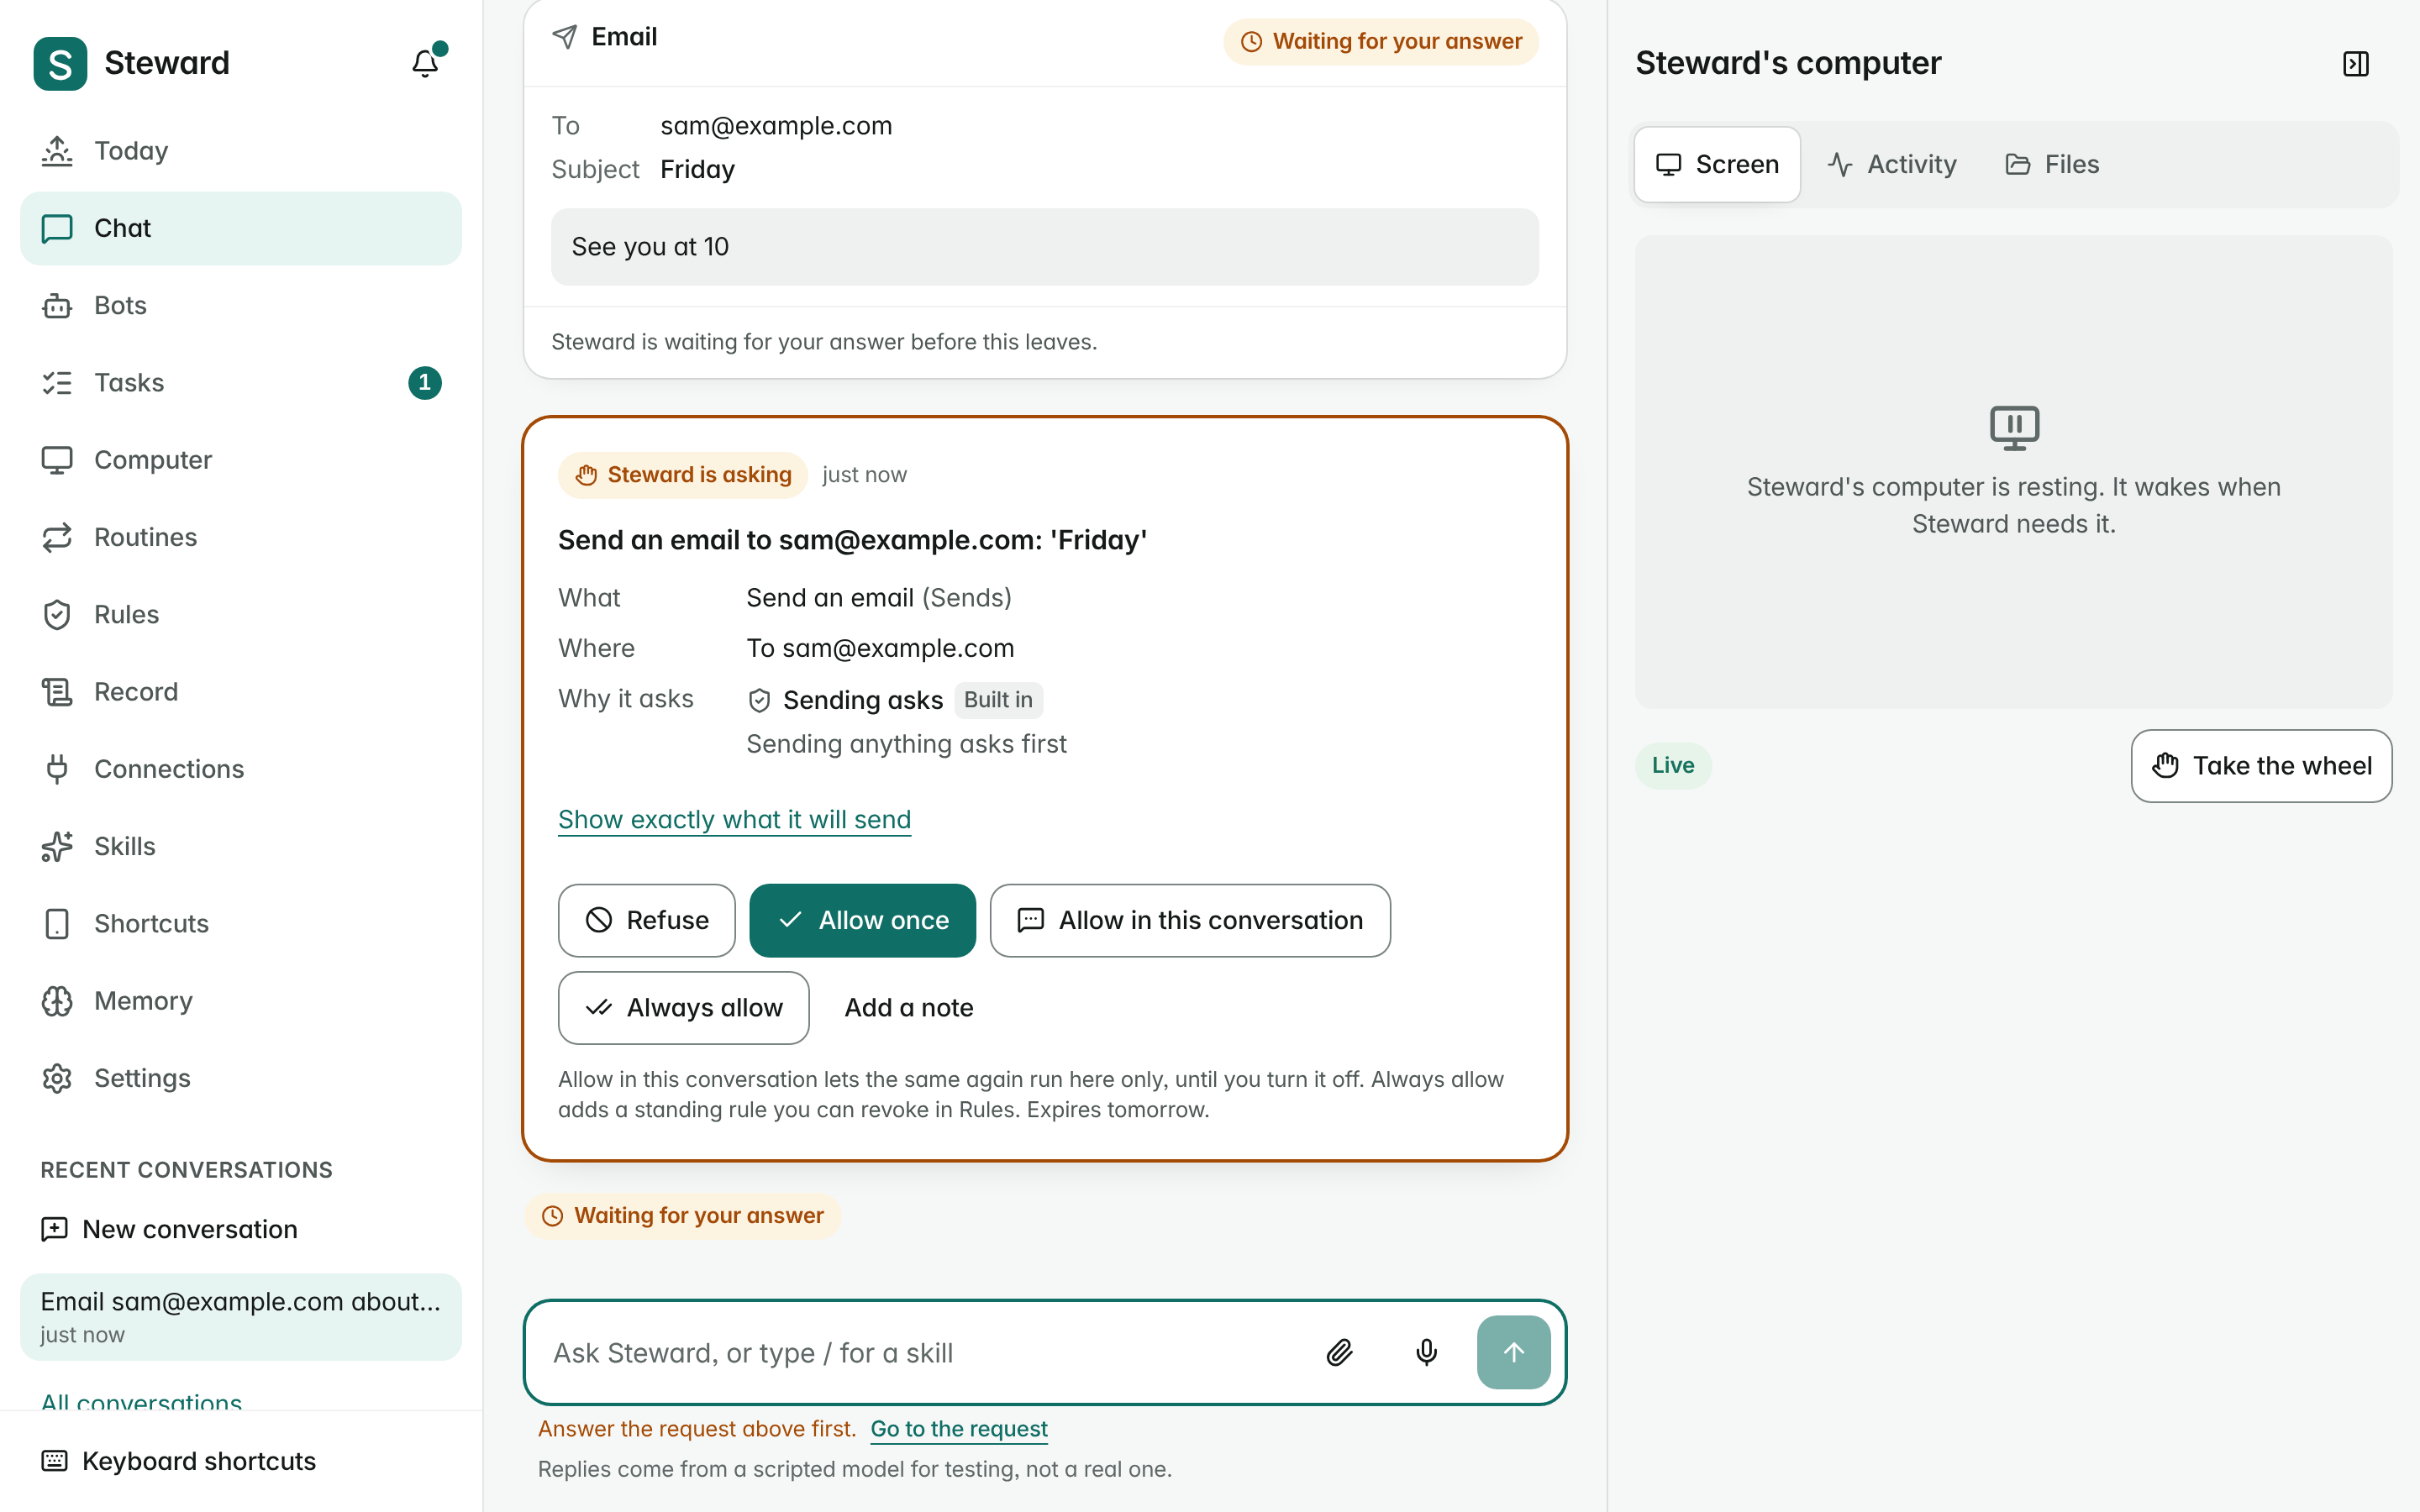 S Steward
Today
Chat
Bots
Tasks 1
Computer
Routines
Rules
Record
Connections
Skills
Shortcuts
Memory
Settings
RECENT CONVERSATIONS
New conversation
Email sam@example.com about...
just now
All conversations
Keyboard shortcuts
Email Waiting for your answer
To sam@example.com
Subject Friday
See you at 10
Steward is waiting for your answer before this leaves.
Steward is asking just now
Send an email to sam@example.com: 'Friday'
What Send an email (Sends)
Where To sam@example.com
Why it asks Sending asks Built in
Sending anything asks first
Show exactly what it will send
Refuse Allow once Allow in this conversation
Always allow Add a note
Allow in this conversation lets the same again run here only, until you turn it off. Always allow
adds a standing rule you can revoke in Rules. Expires tomorrow.
Waiting for your answer
Ask Steward, or type / for a skill
Answer the request above first. Go to the request
Replies come from a scripted model for testing, not a real one.
Steward's computer
Screen Activity Files
Steward's computer is resting. It wakes when
Steward needs it.
Live Take the wheel